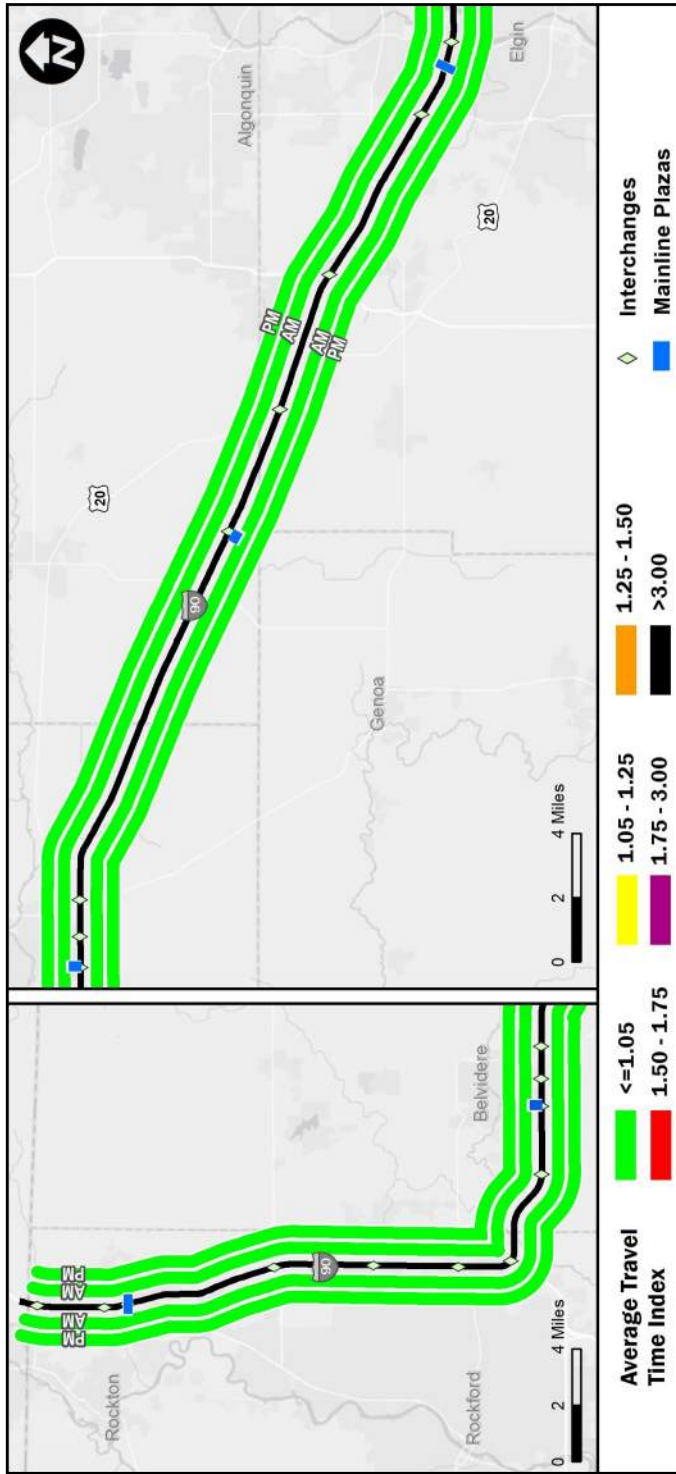 PM
AM
AM
PM
Rockton
90
Rockford
Belvidere
0 2 4 Miles
N
Algonquin
20
PM
AM
AM
PM
90
Elgin
20
Genoa
0 2 4 Miles
Average Travel
Time Index
<=1.05
1.05 - 1.25
1.25 - 1.50
1.50 - 1.75
1.75 - 3.00
>3.00
Interchanges
Mainline Plazas